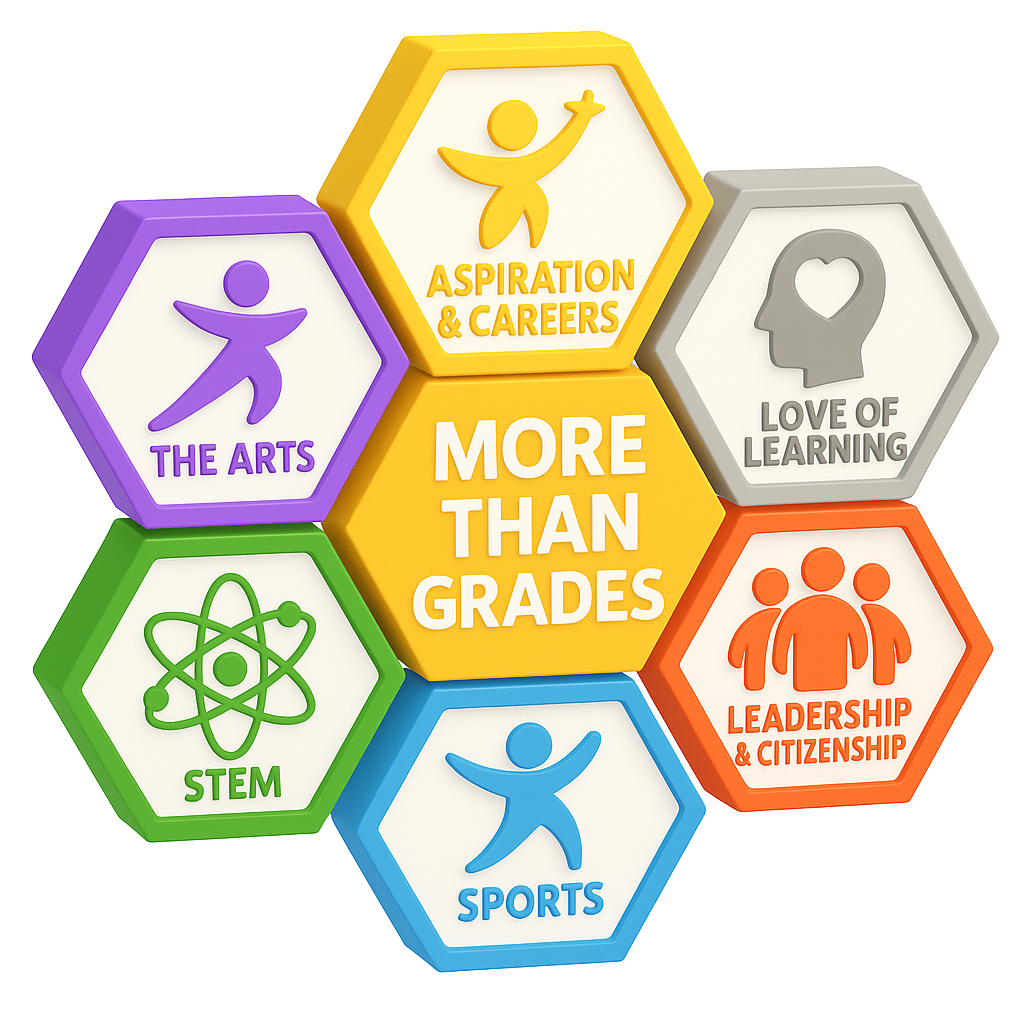 ASPIRATION
& CAREERS
THE ARTS
LOVE OF
LEARNING
MORE
THAN
GRADES
STEM
LEADERSHIP
& CITIZENSHIP
SPORTS